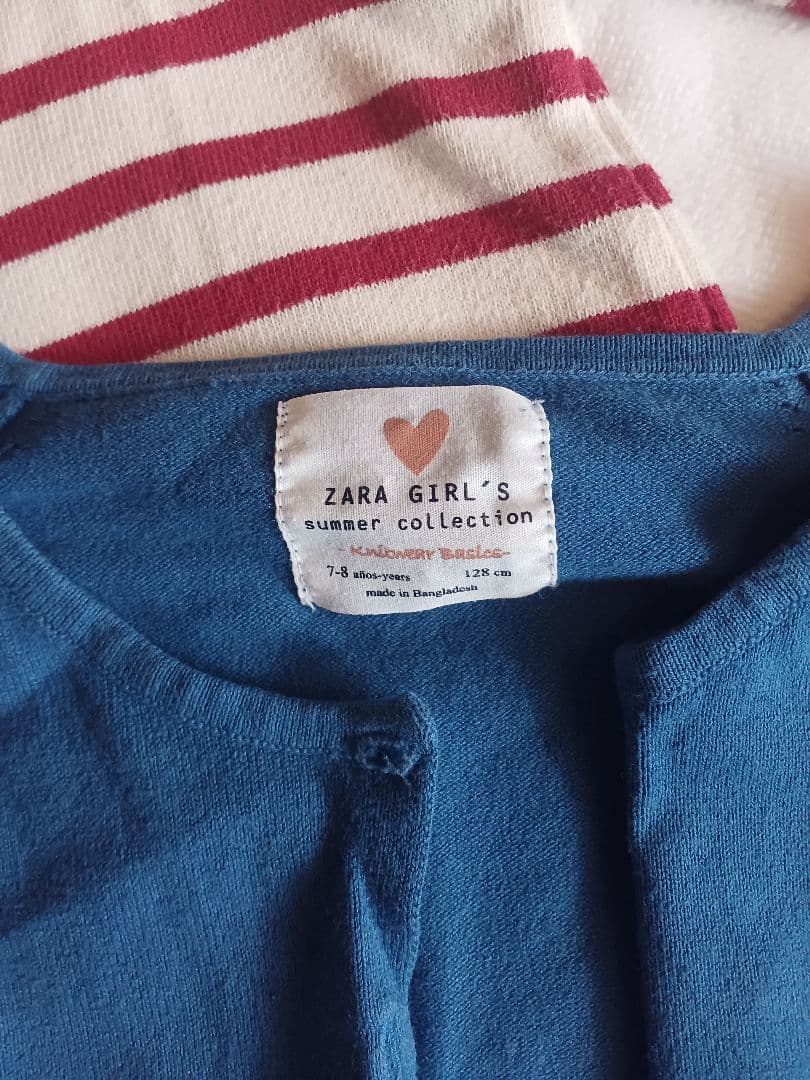 ZARA GIRL´S
summer collection
- Knitwear Basics-
7-8 años-years 128 cm
made in Bangladesh